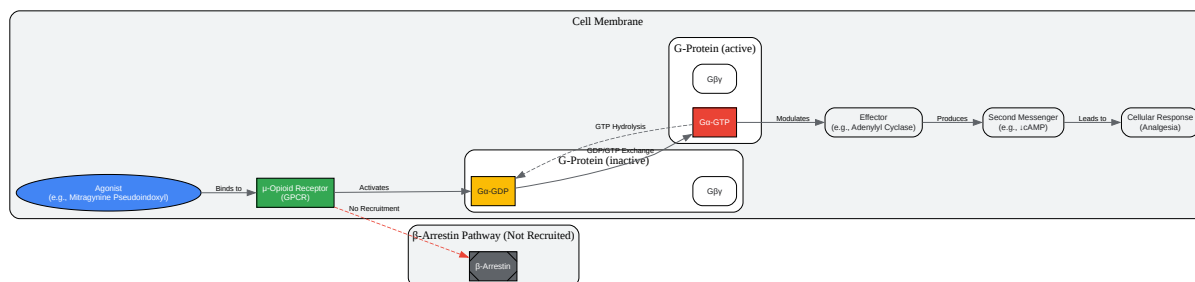 Cell Membrane
G-Protein (active)
Gβγ
Gα-GTP
Modulates
Effector
(e.g., Adenylyl Cyclase)
Produces
Second Messenger
(e.g., ↓cAMP)
Leads to
Cellular Response
(Analgesia)
GTP Hydrolysis
GDP/GTP Exchange
G-Protein (inactive)
Agonist
(e.g., Mitragynine Pseudoindoxyl)
Binds to
μ-Opioid Receptor
(GPCR)
Activates
Gα-GDP
Gβγ
No Recruitment
β-Arrestin Pathway (Not Recruited)
β-Arrestin